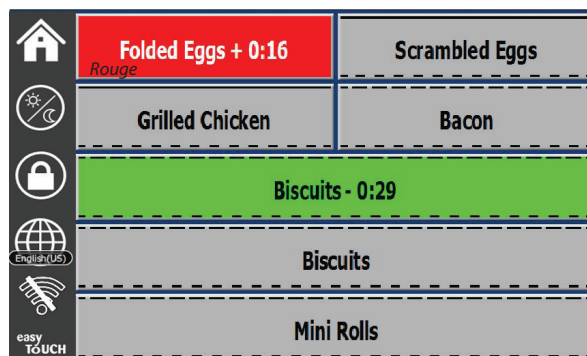 Folded Eggs + 0:16
Rouge
Scrambled Eggs
Grilled Chicken
Bacon
Biscuits - 0:29
Biscuits
Mini Rolls
English(US)
easy
TOUCH